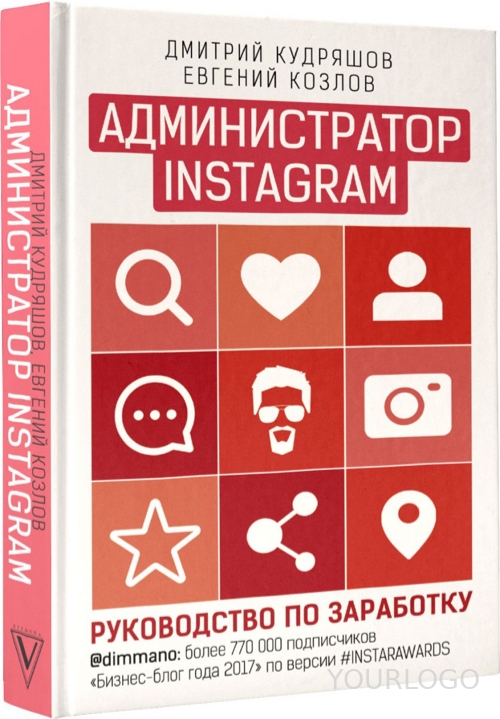 ДМИТРИЙ КУДРЯШОВ
ЕВГЕНИЙ КОЗЛОВ
АДМИНИСТРАТОР
INSTAGRAM
РУКОВОДСТВО ПО ЗАРАБОТКУ
@dimmano: более 770 000 подписчиков
«Бизнес-блог года 2017» по версии #INSTARAWARDS
ДМИТРИЙ КУДРЯШОВ, ЕВГЕНИЙ КОЗЛОВ
АДМИНИСТРАТОР INSTAGRAM
YOURLOGO